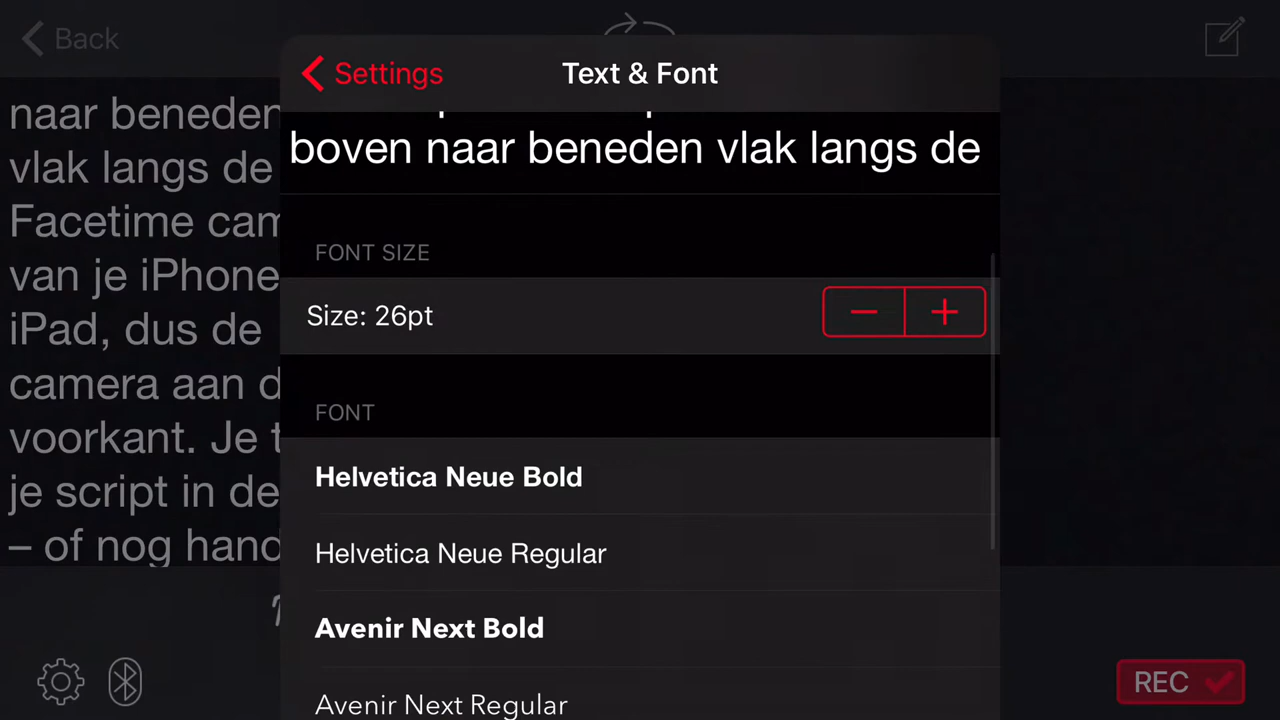 Back
Settings
Text & Font
naar beneden
vlak langs de
Facetime cam
van je iPhone
iPad, dus de
camera aan d
voorkant. Je t
je script in de
– of nog hand
boven naar beneden vlak langs de
FONT SIZE
Size: 26pt
FONT
Helvetica Neue Bold
Helvetica Neue Regular
Avenir Next Bold
Avenir Next Regular
REC